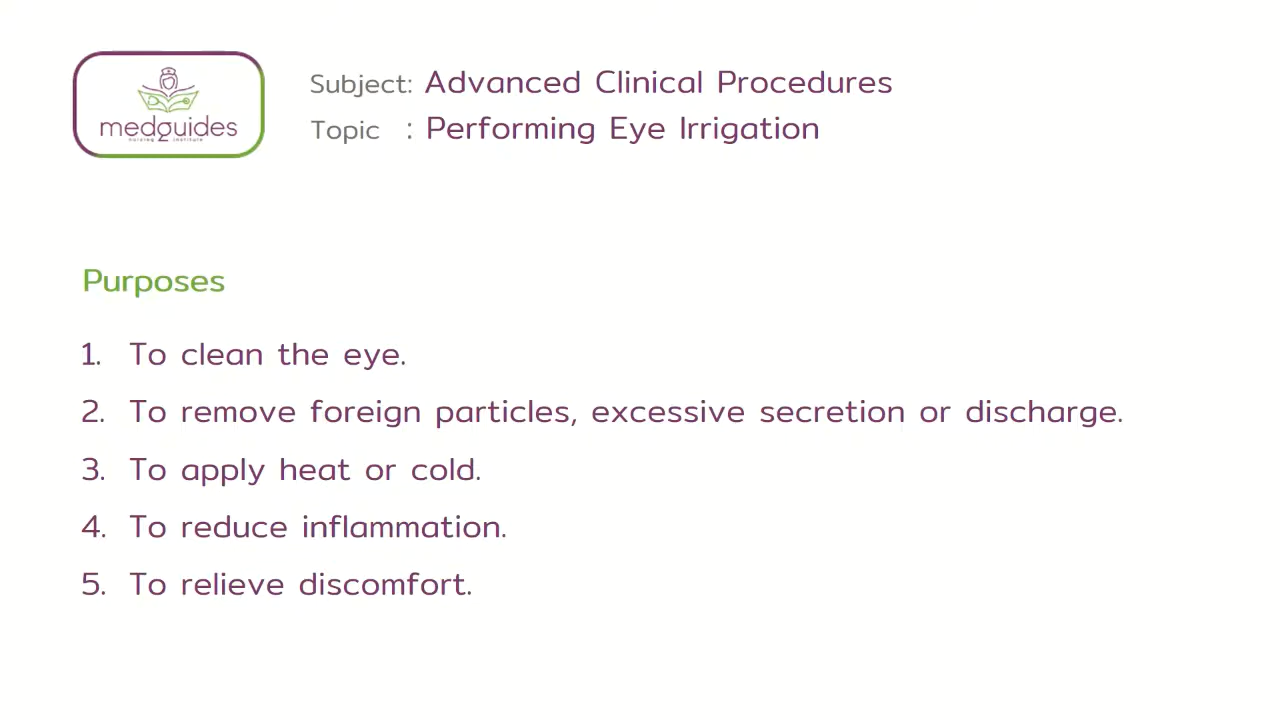 medguides
nursing institute
Subject: Advanced Clinical Procedures
Topic : Performing Eye Irrigation
Purposes
1. To clean the eye.
2. To remove foreign particles, excessive secretion or discharge.
3. To apply heat or cold.
4. To reduce inflammation.
5. To relieve discomfort.